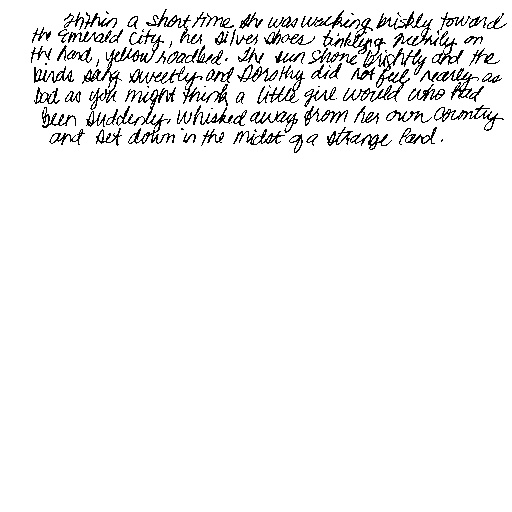 Within a short time she was walking briskly toward
the Emerald City, her Silver Shoes tinkling merrily on
the hard, yellow roadbed. The sun shone brightly and the
birds sang sweetly and Dorothy did not feel nearly as
bad as you might think a little girl would who had
been suddenly whisked away from her own country
and set down in the midst of a strange land.